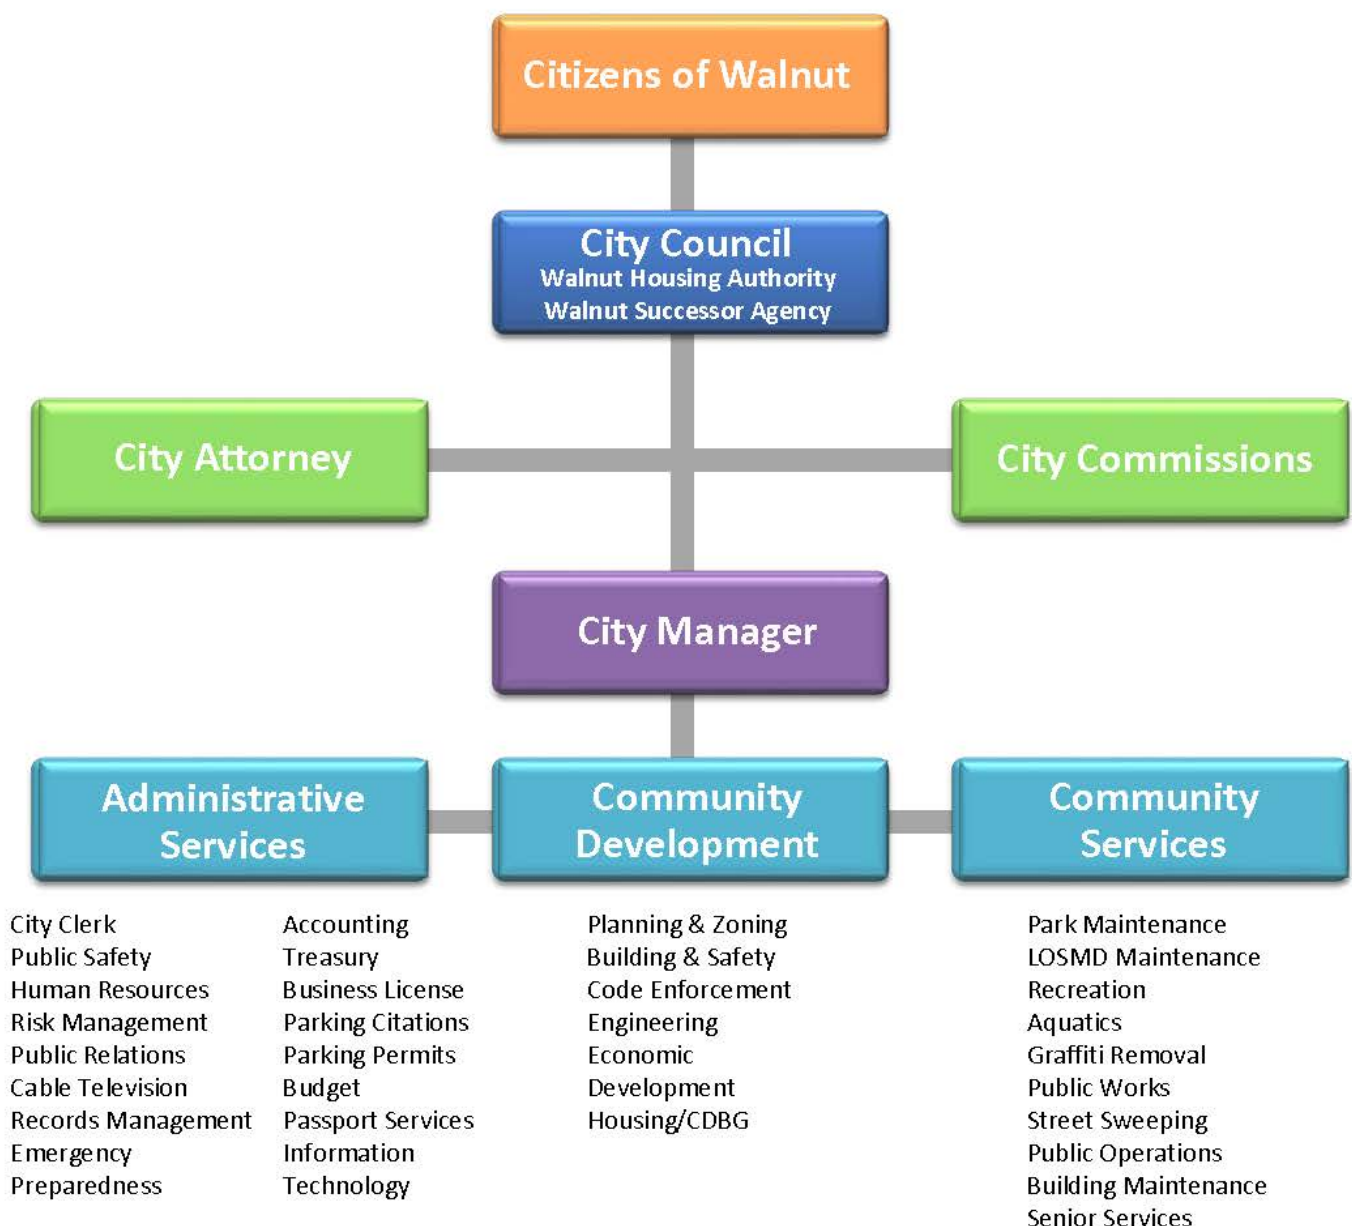 Citizens of Walnut
City Council
Walnut Housing Authority
Walnut Successor Agency
City Attorney
City Commissions
City Manager
Administrative
Services
Community
Development
Community
Services
City Clerk
Public Safety
Human Resources
Risk Management
Public Relations
Cable Television
Records Management
Emergency
Preparedness
Accounting
Treasury
Business License
Parking Citations
Parking Permits
Budget
Passport Services
Information
Technology
Planning & Zoning
Building & Safety
Code Enforcement
Engineering
Economic
Development
Housing/CDBG
Park Maintenance
LOSMD Maintenance
Recreation
Aquatics
Graffiti Removal
Public Works
Street Sweeping
Public Operations
Building Maintenance
Senior Services